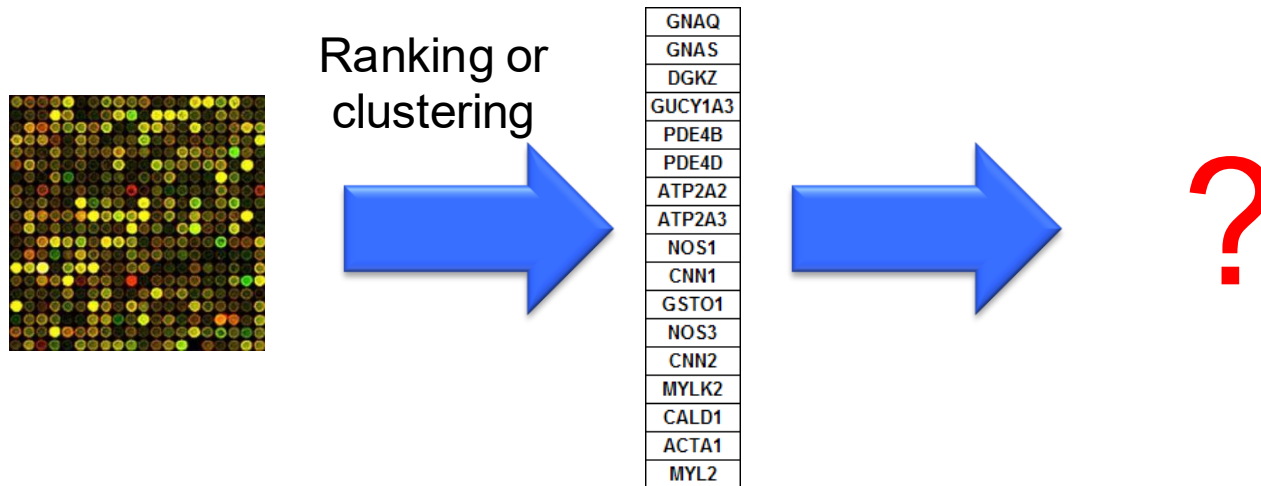 Ranking or
clustering
GNAQ
GNAS
DGKZ
GUCY1A3
PDE4B
PDE4D
ATP2A2
ATP2A3
NOS1
CNN1
GSTO1
NOS3
CNN2
MYLK2
CALD1
ACTA1
MYL2
?